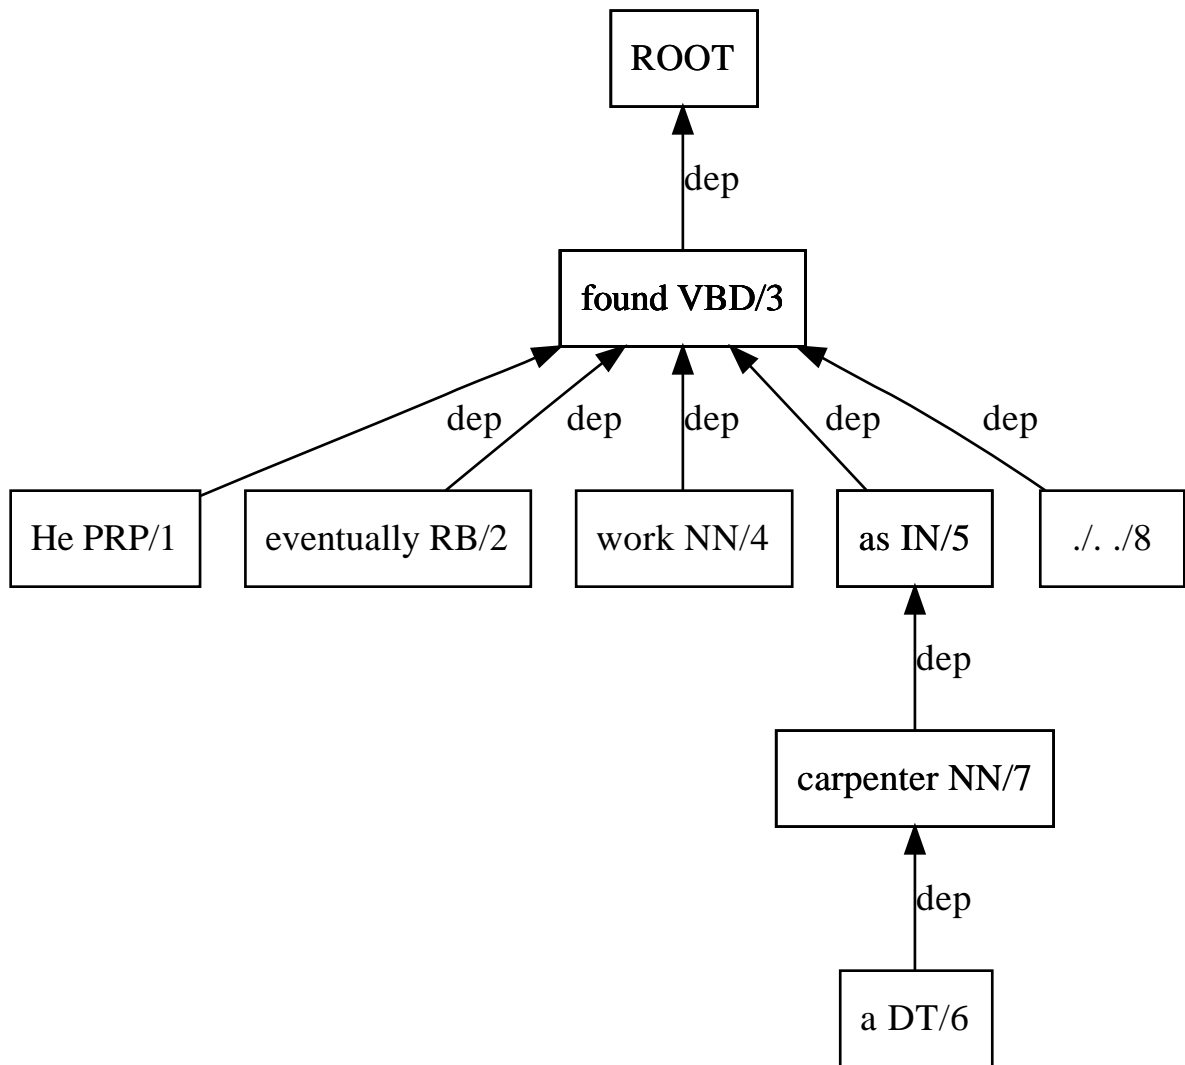 ROOT
dep
found VBD/3
dep dep dep dep dep
He PRP/1 eventually RB/2 work NN/4 as IN/5 ./. ./8
dep
carpenter NN/7
dep
a DT/6